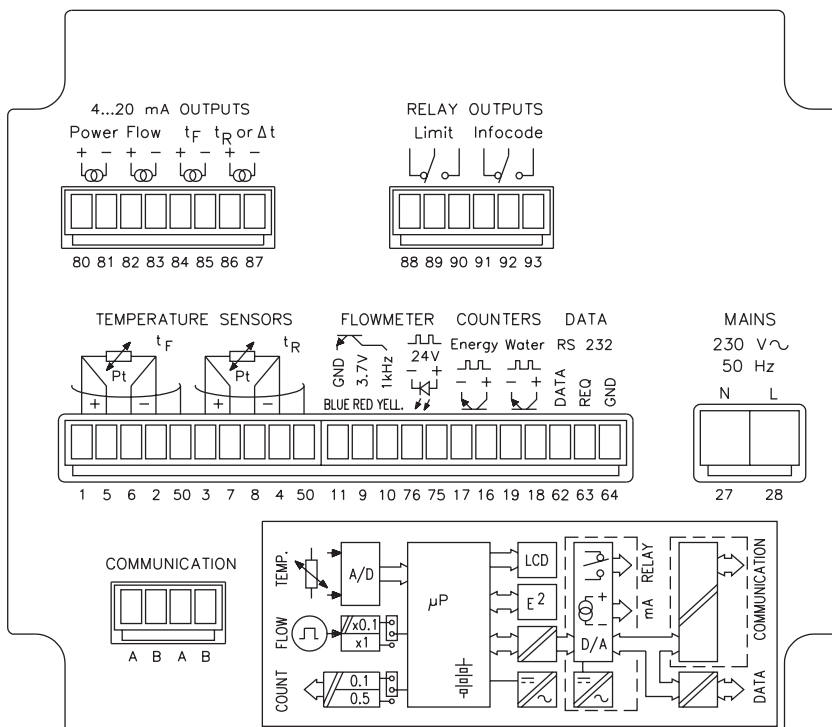 4...20 mA OUTPUTS
Power Flow tF tR or Δt
+ − + − + − + −
80 81 82 83 84 85 86 87
RELAY OUTPUTS
Limit Infocode
88 89 90 91 92 93
TEMPERATURE SENSORS
tF tR
Pt Pt
+ − + −
FLOWMETER
GND 3.7V 1kHz
24V
− +
BLUE RED YELL.
COUNTERS
Energy Water
− + − +
DATA
RS 232
DATA REQ GND
1 5 6 2 50 3 7 8 4 50 11 9 10 76 75 17 16 19 18 62 63 64
MAINS
230 V~
50 Hz
N L
27 28
COMMUNICATION
A B A B
TEMP.
A/D
µP
LCD
E2
RELAY
+
mA
−
D/A
COMMUNICATION
FLOW
x0.1
x1
COUNT
0.1
0.5
DATA